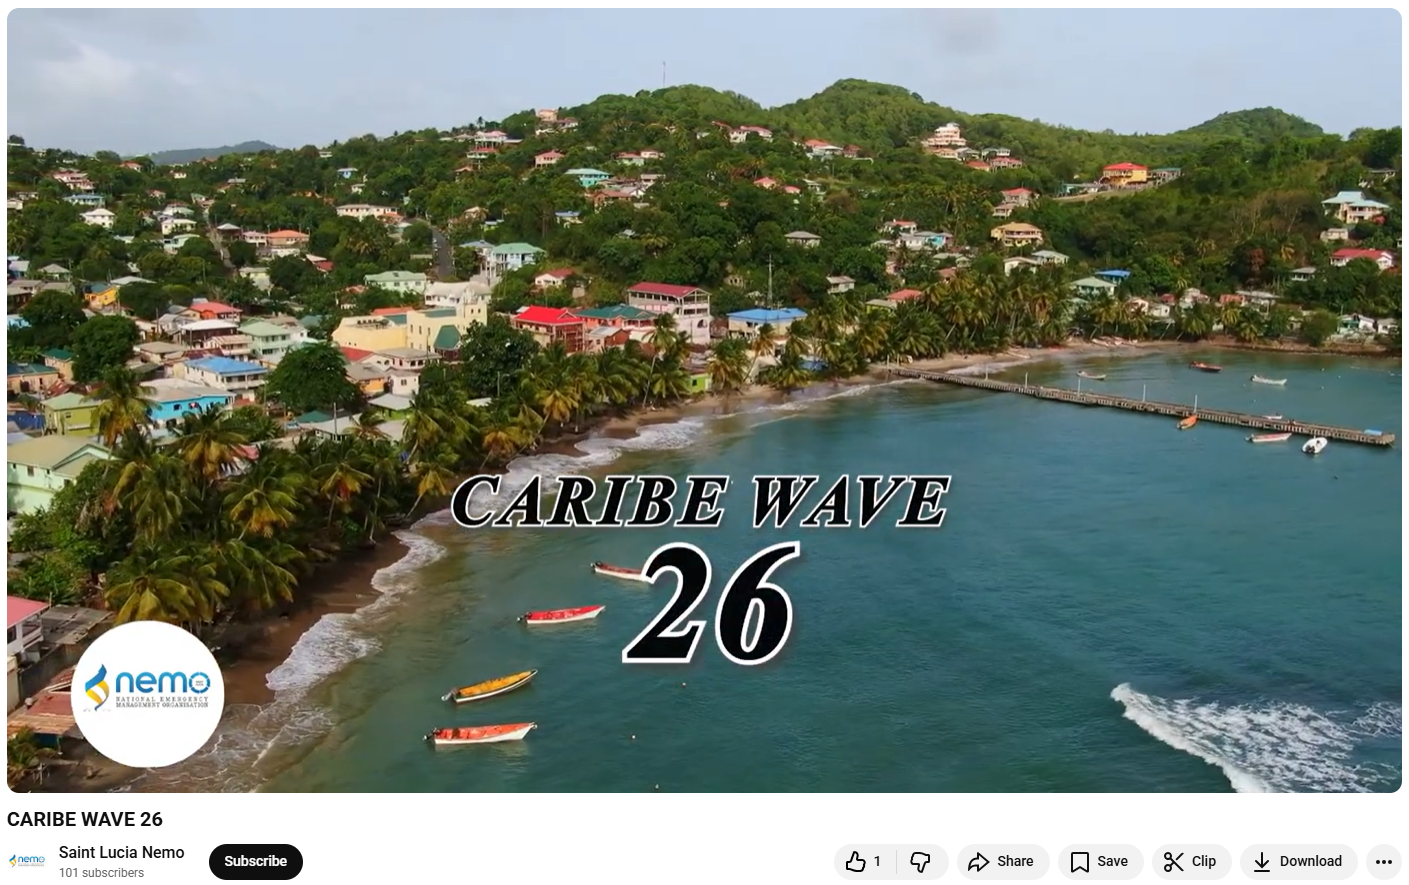 CARIBE WAVE
26
nemo
NATIONAL EMERGENCY
MANAGEMENT ORGANISATION
CARIBE WAVE 26
nemo
Saint Lucia Nemo
101 subscribers
Subscribe
1
Share
Save
Clip
Download